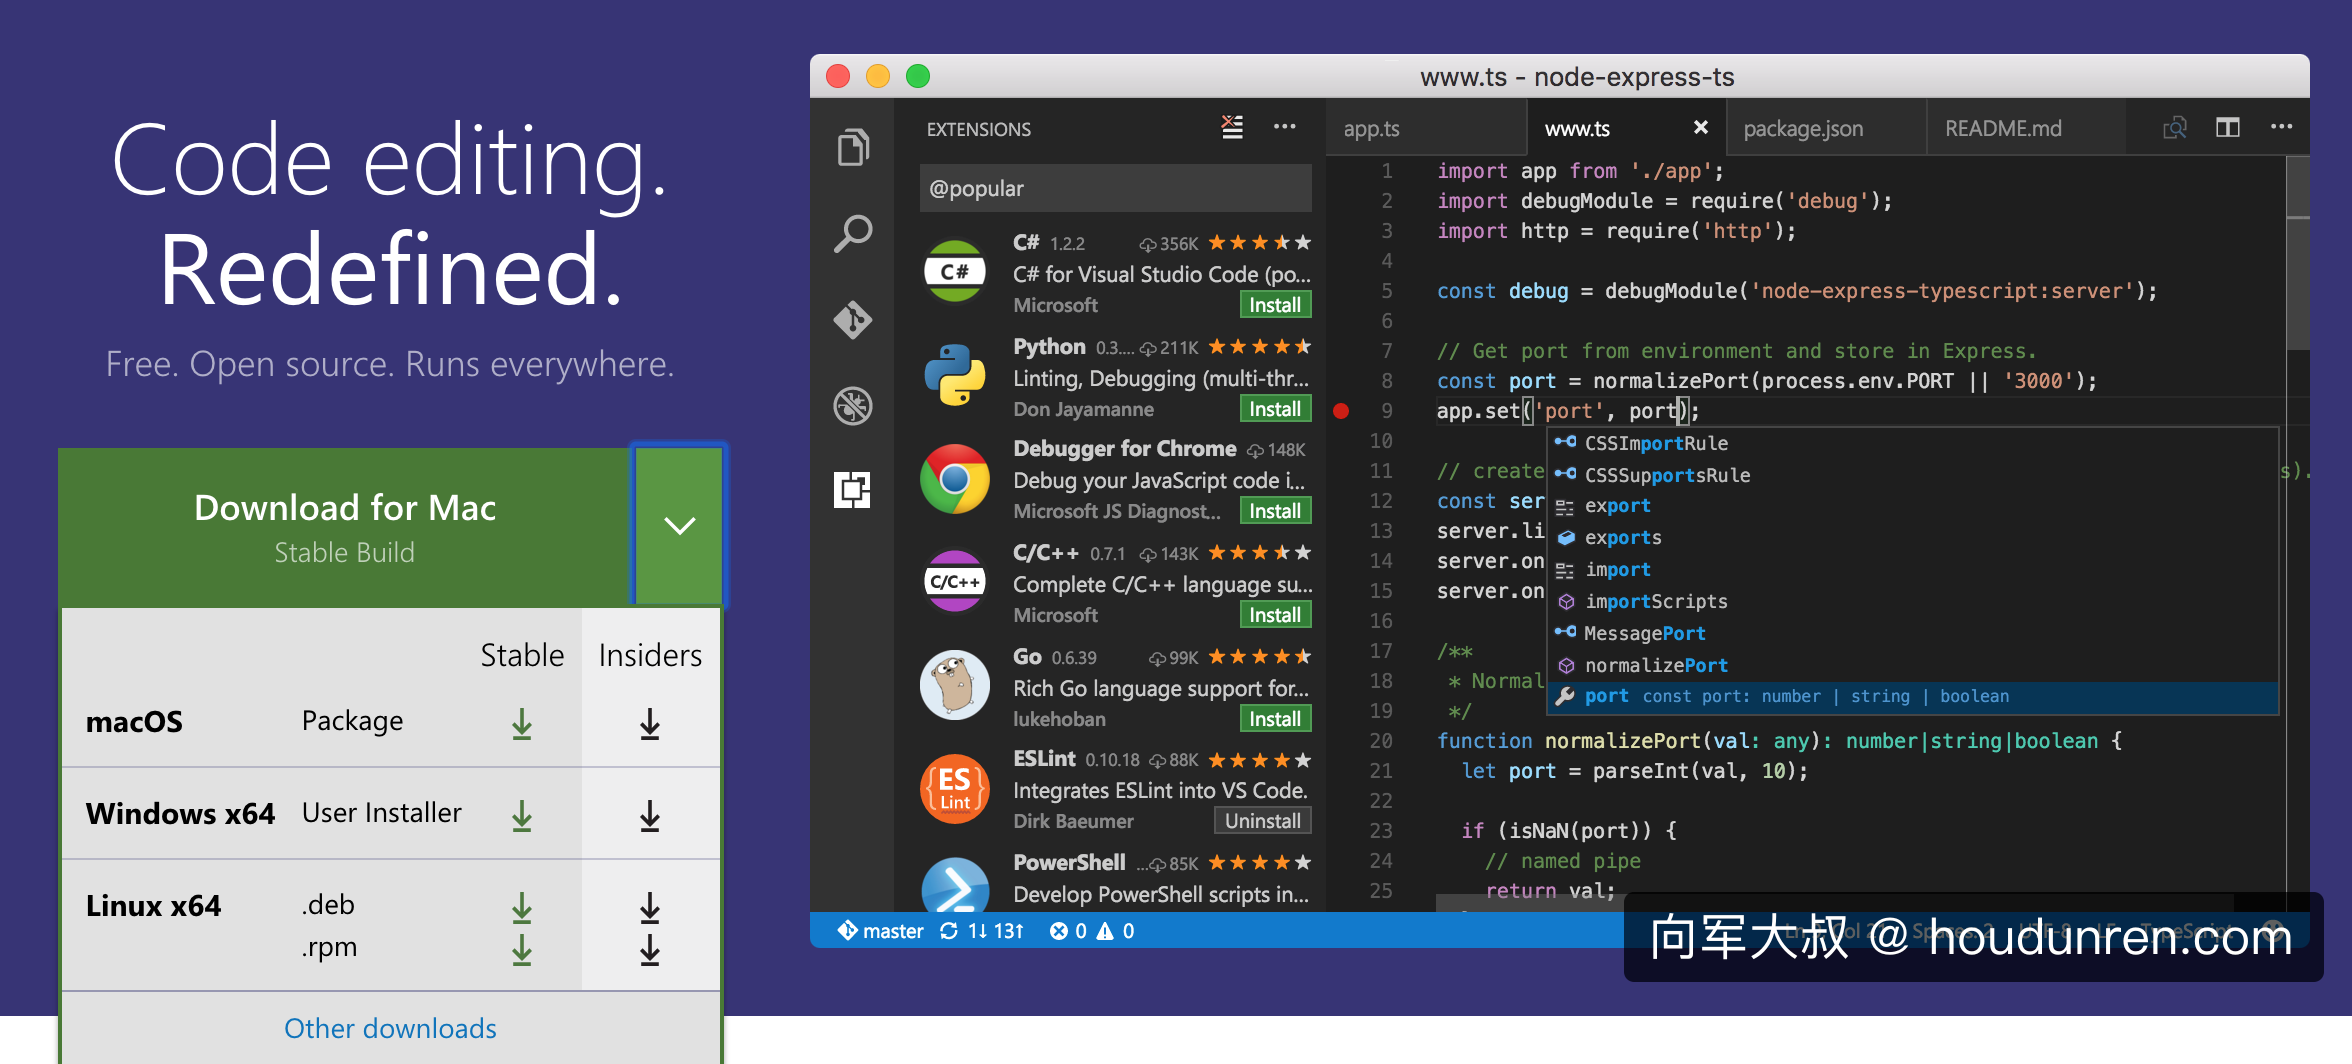 Code editing.
Redefined.
Free. Open source. Runs everywhere.
Download for Mac
Stable Build
Stable Insiders
macOS Package
Windows x64 User Installer
Linux x64 .deb
.rpm
Other downloads
www.ts - node-express-ts
EXTENSIONS
@popular
C# 1.2.2 356K
C#
C# for Visual Studio Code (po...
Microsoft Install
Python 0.3.... 211K
Linting, Debugging (multi-thr...
Don Jayamanne Install
Debugger for Chrome 148K
Debug your JavaScript code i...
Microsoft JS Diagnost... Install
C/C++ 0.7.1 143K
C/C++
Complete C/C++ language su...
Microsoft Install
Go 0.6.39 99K
Rich Go language support for...
lukehoban Install
ESLint 0.10.18 88K
{ES}
Lint
Integrates ESLint into VS Code.
Dirk Baeumer Uninstall
PowerShell ... 85K
Develop PowerShell scripts in...
app.ts www.ts package.json README.md
1 import app from './app';
2 import debugModule = require('debug');
3 import http = require('http');
4
5 const debug = debugModule('node-express-typescript:server');
6
7 // Get port from environment and store in Express.
8 const port = normalizePort(process.env.PORT || '3000');
9 app.set('port', port);
10
11 // create s).
12 const ser
13 server.li
14 server.on
15 server.on
16
17 /**
18 * Normal
19 */
20 function normalizePort(val: any): number|string|boolean {
21 let port = parseInt(val, 10);
22
23 if (isNaN(port)) {
24 // named pipe
25 return val;
CSSImportRule
CSSSupportsRule
export
exports
import
importScripts
MessagePort
normalizePort
port const port: number | string | boolean
master 1↓ 13↑ 0 0
向军大叔 @ houdunren.com